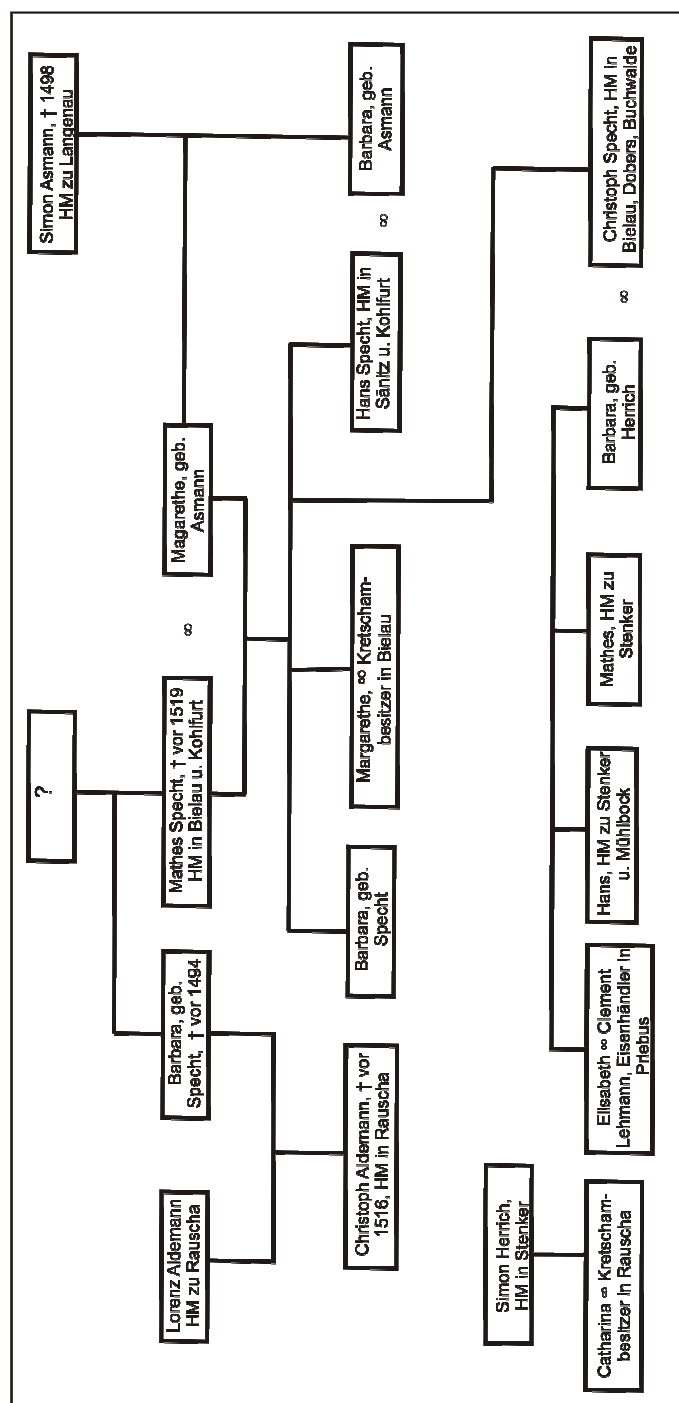 ?
Simon Asmann, † 1498
HM zu Langenau
Lorenz Aldemann
HM zu Rauscha
Barbara, geb.
Specht, † vor 1494
Mathes Specht, † vor 1519
HM in Bielau u. Kohlfurt
∞
Magarethe, geb.
Asmann
Christoph Aldemann, † vor
1516, HM in Rauscha
Barbara, geb.
Specht
Margarethe, ∞ Kretscham-
besitzer in Bielau
Hans Specht, HM in
Sänitz u. Kohlfurt
∞
Barbara, geb.
Asmann
Simon Herrich,
HM in Stenker
Catharina ∞ Kretscham-
besitzer in Rauscha
Elisabeth ∞ Clement
Lehmann, Eisenhändler in
Priebus
Hans, HM zu Stenker
u. Mühlbock
Mathes, HM zu
Stenker
Barbara, geb.
Herrich
∞
Christoph Specht, HM in
Bielau, Dobers, Buchwalde